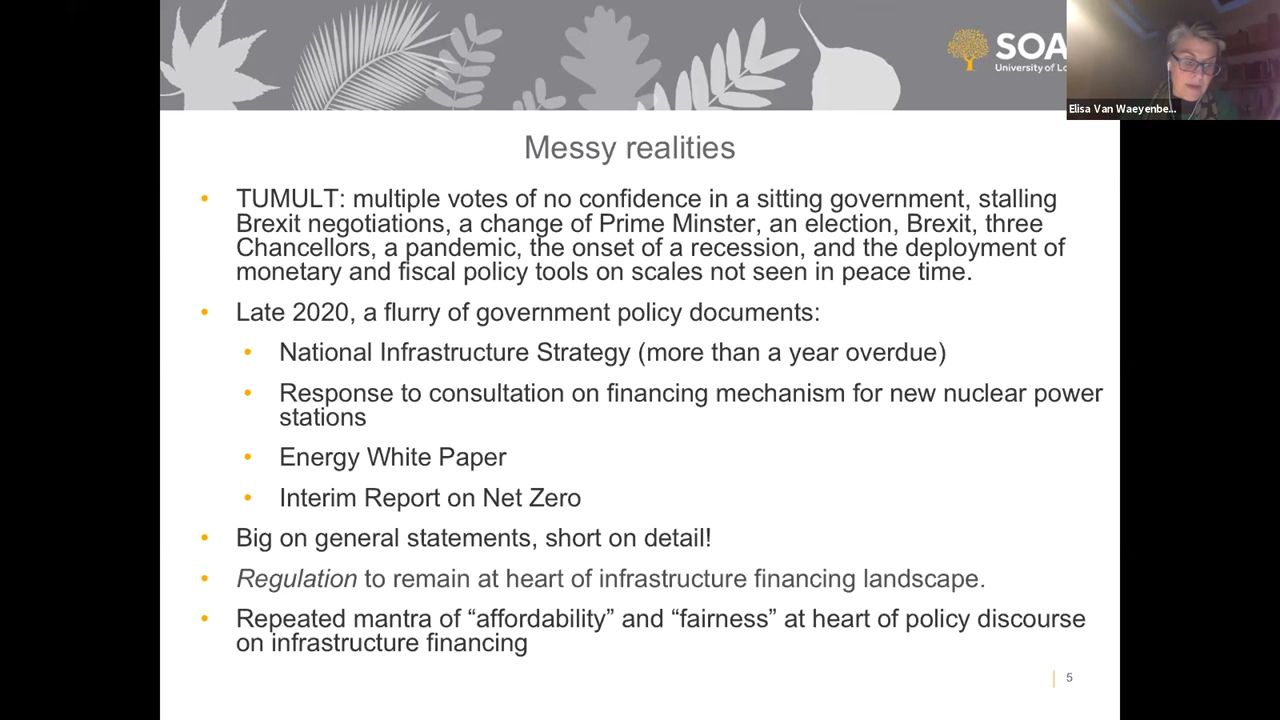 SOA
University of Lo
Elisa Van Waeyenbe...
Messy realities
• TUMULT: multiple votes of no confidence in a sitting government, stalling
Brexit negotiations, a change of Prime Minster, an election, Brexit, three
Chancellors, a pandemic, the onset of a recession, and the deployment of
monetary and fiscal policy tools on scales not seen in peace time.
• Late 2020, a flurry of government policy documents:
• National Infrastructure Strategy (more than a year overdue)
• Response to consultation on financing mechanism for new nuclear power
stations
• Energy White Paper
• Interim Report on Net Zero
• Big on general statements, short on detail!
• Regulation to remain at heart of infrastructure financing landscape.
• Repeated mantra of “affordability” and “fairness” at heart of policy discourse
on infrastructure financing
5